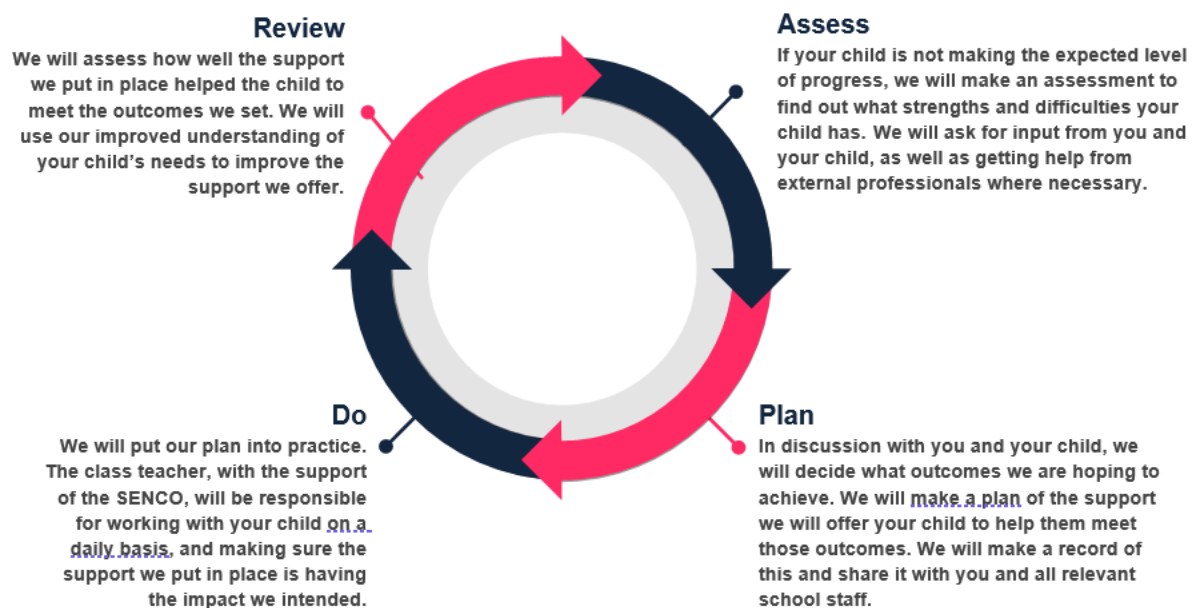 Review
We will assess how well the support
we put in place helped the child to
meet the outcomes we set. We will
use our improved understanding of
your child’s needs to improve the
support we offer.
Assess
If your child is not making the expected level
of progress, we will make an assessment to
find out what strengths and difficulties your
child has. We will ask for input from you and
your child, as well as getting help from
external professionals where necessary.
Do
We will put our plan into practice.
The class teacher, with the support
of the SENCO, will be responsible
for working with your child on a
daily basis, and making sure the
support we put in place is having
the impact we intended.
Plan
In discussion with you and your child, we
will decide what outcomes we are hoping to
achieve. We will make a plan of the support
we will offer your child to help them meet
those outcomes. We will make a record of
this and share it with you and all relevant
school staff.